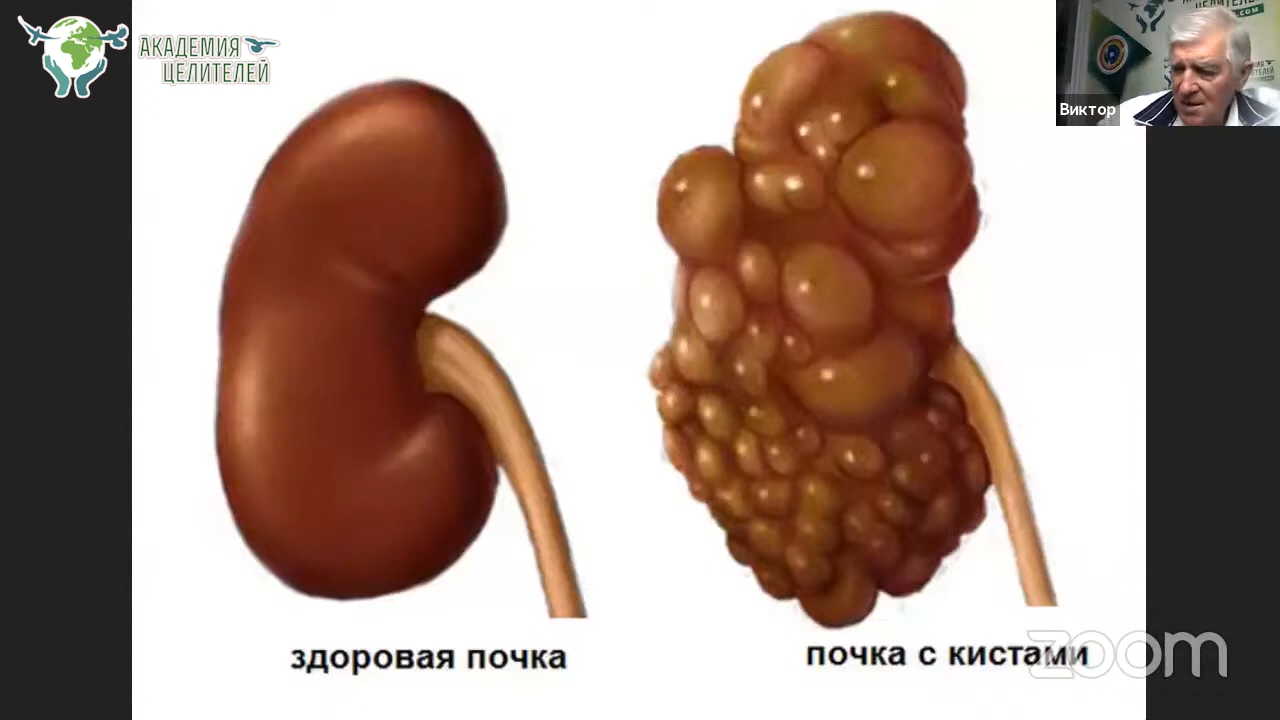 АКАДЕМИЯ
ЦЕЛИТЕЛЕЙ
Виктор
здоровая почка
почка с кистами
zoom